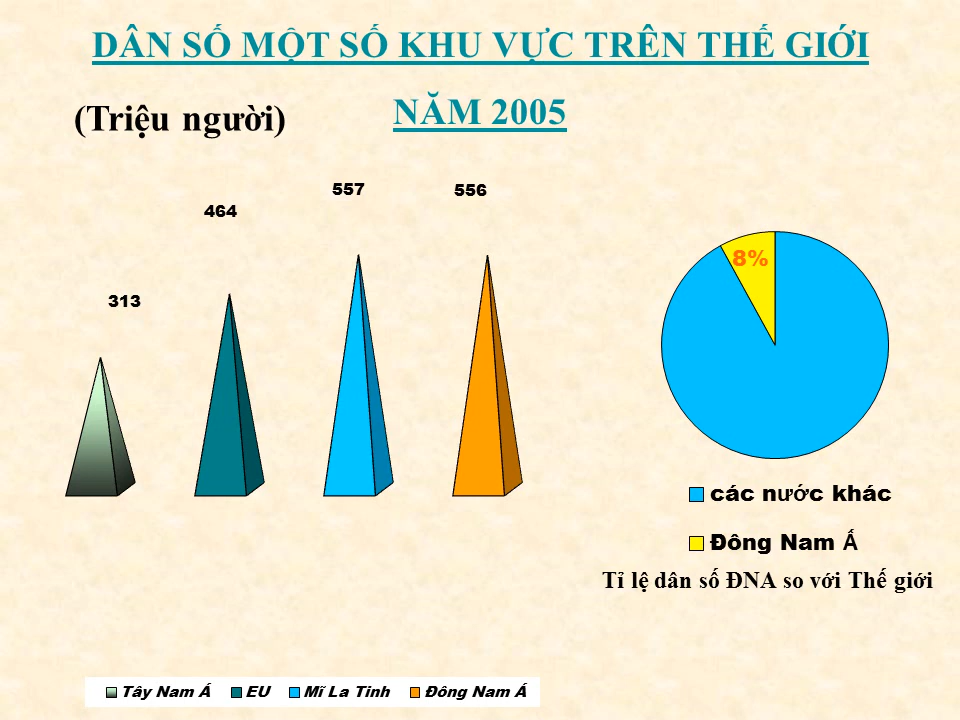 DÂN SỐ MỘT SỐ KHU VỰC TRÊN THẾ GIỚI
NĂM 2005
(Triệu người)
313
464
557
556
8%
các nước khác
Đông Nam Ấ
Tỉ lệ dân số ĐNA so với Thế giới
Tây Nam Á EU Mĩ La Tinh Đông Nam Á